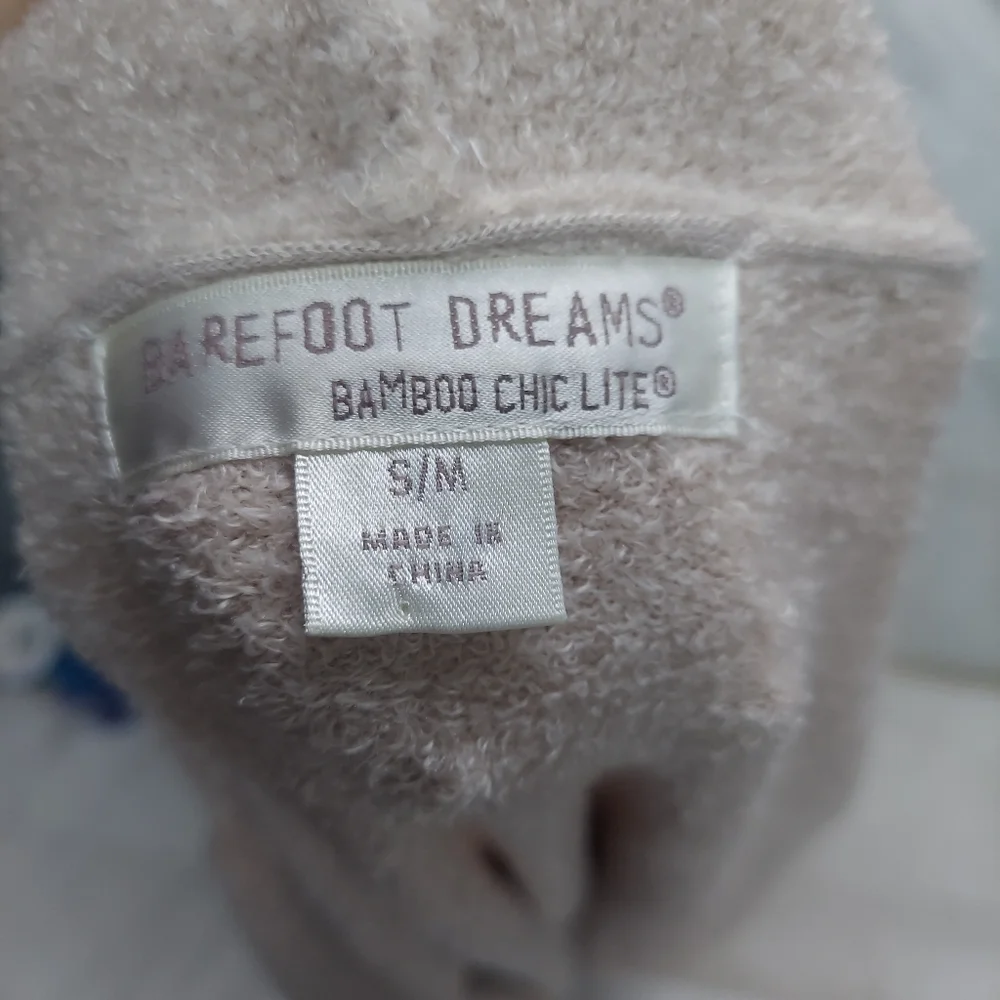 BAREFOOT DREAMS®
BAMBOO CHIC LITE®
S/M
MADE IN
CHINA